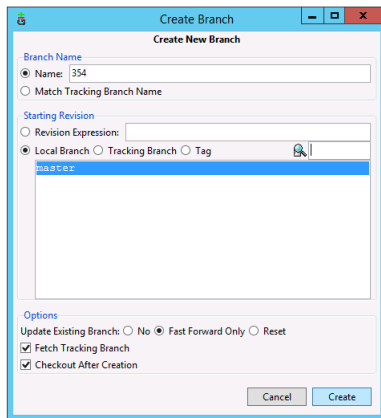 Create Branch
Create New Branch
Branch Name
Name: 354
Match Tracking Branch Name
Starting Revision
Revision Expression:
Local Branch Tracking Branch Tag
master
Options
Update Existing Branch: No Fast Forward Only Reset
Fetch Tracking Branch
Checkout After Creation
Cancel Create